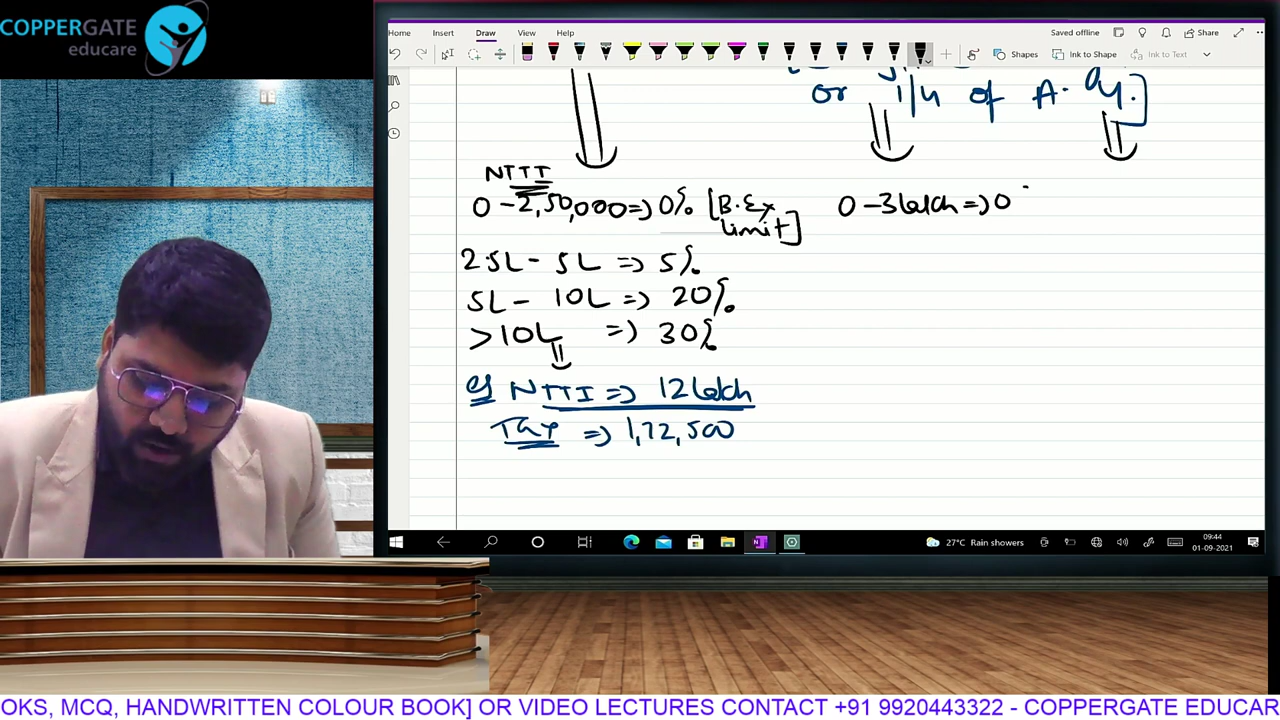 COPPERGATE
educare
Home Insert Draw View Help
Saved offline
Share
Shapes
Ink to Shape
Ink to Text
or 1/4 of A.
NTTI
0 - 2,50,000 => 0% [B.Ex limit]
0 - 3 lakh => 0
2.5L - 5L => 5%
5L - 10L => 20%
>10L => 30%
eg NTTI => 12 lakh
Tax => 1,72,500
27°C Rain showers
09:44
01-09-2021
OKS, MCQ, HANDWRITTEN COLOUR BOOK] OR VIDEO LECTURES CONTACT +91 9920443322 - COPPERGATE EDUCAR